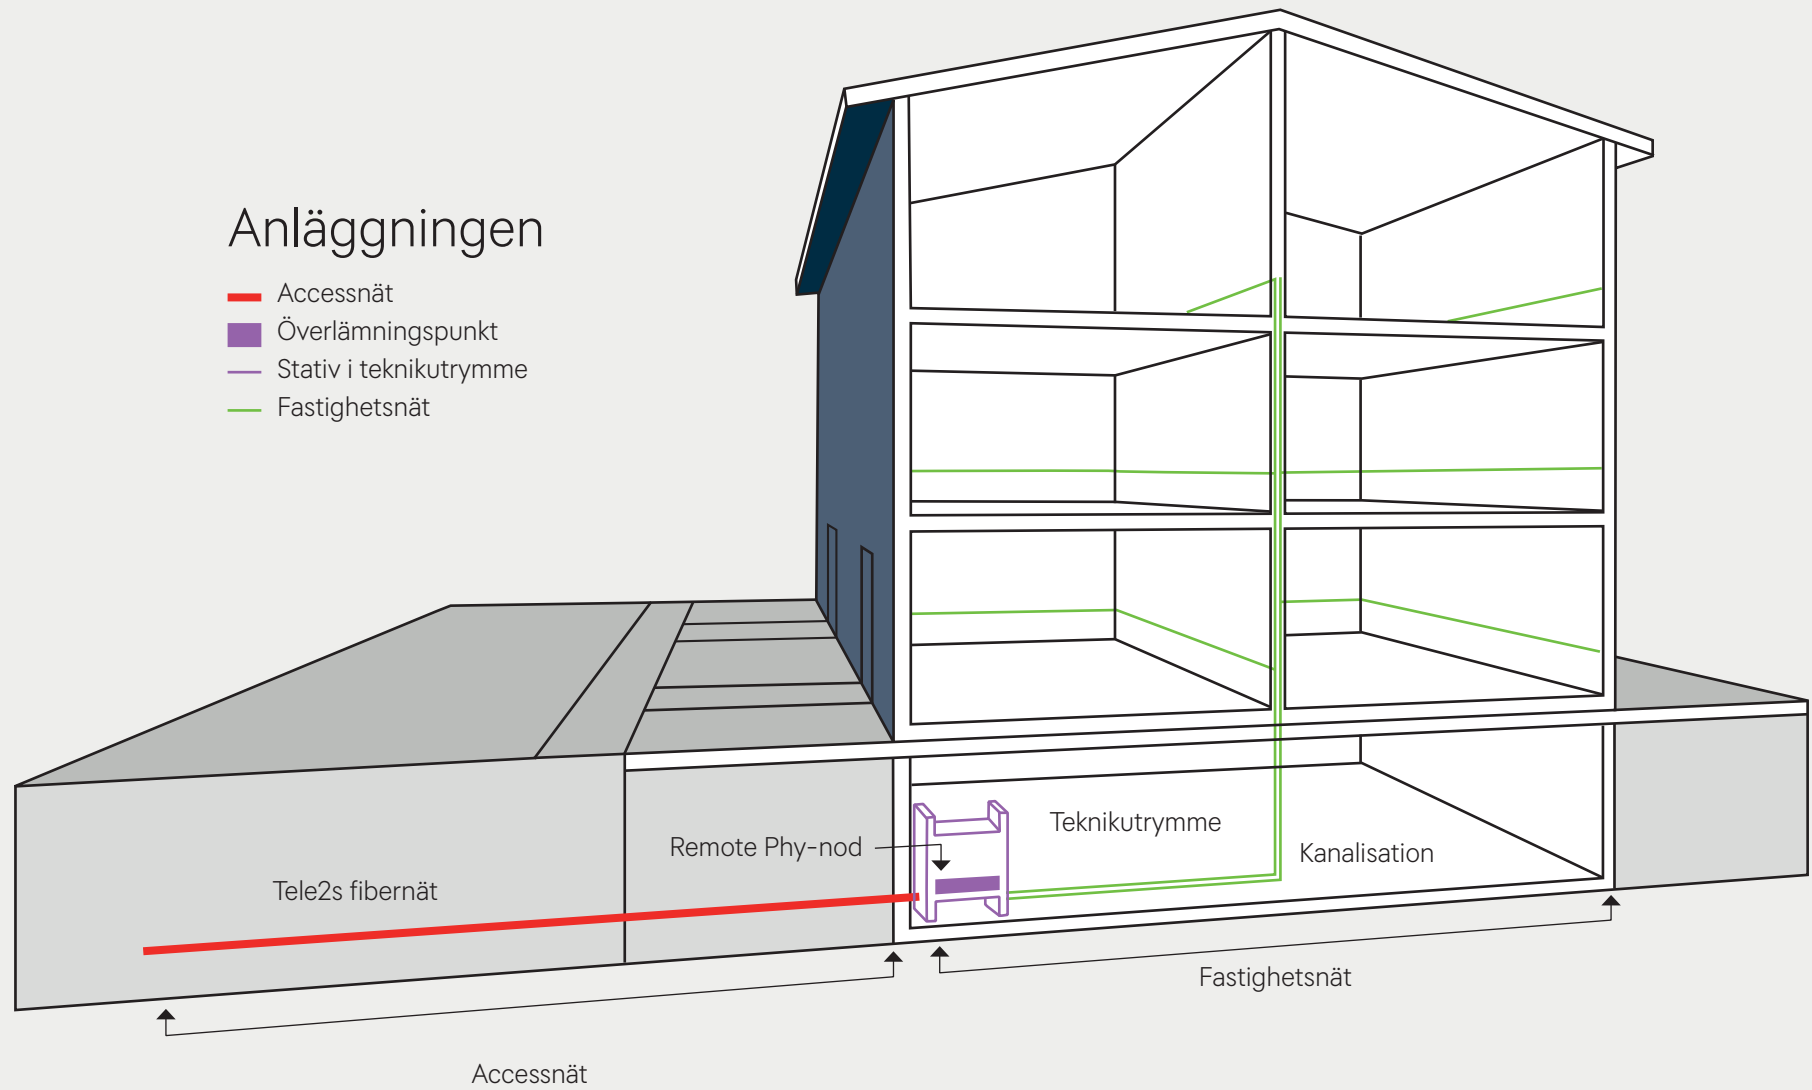 Anläggningen
Accessnät
Överlämningspunkt
Stativ i teknikutrymme
Fastighetsnät
Teknikutrymme
Remote Phy-nod
Kanalisation
Tele2s fibernät
Fastighetsnät
Accessnät